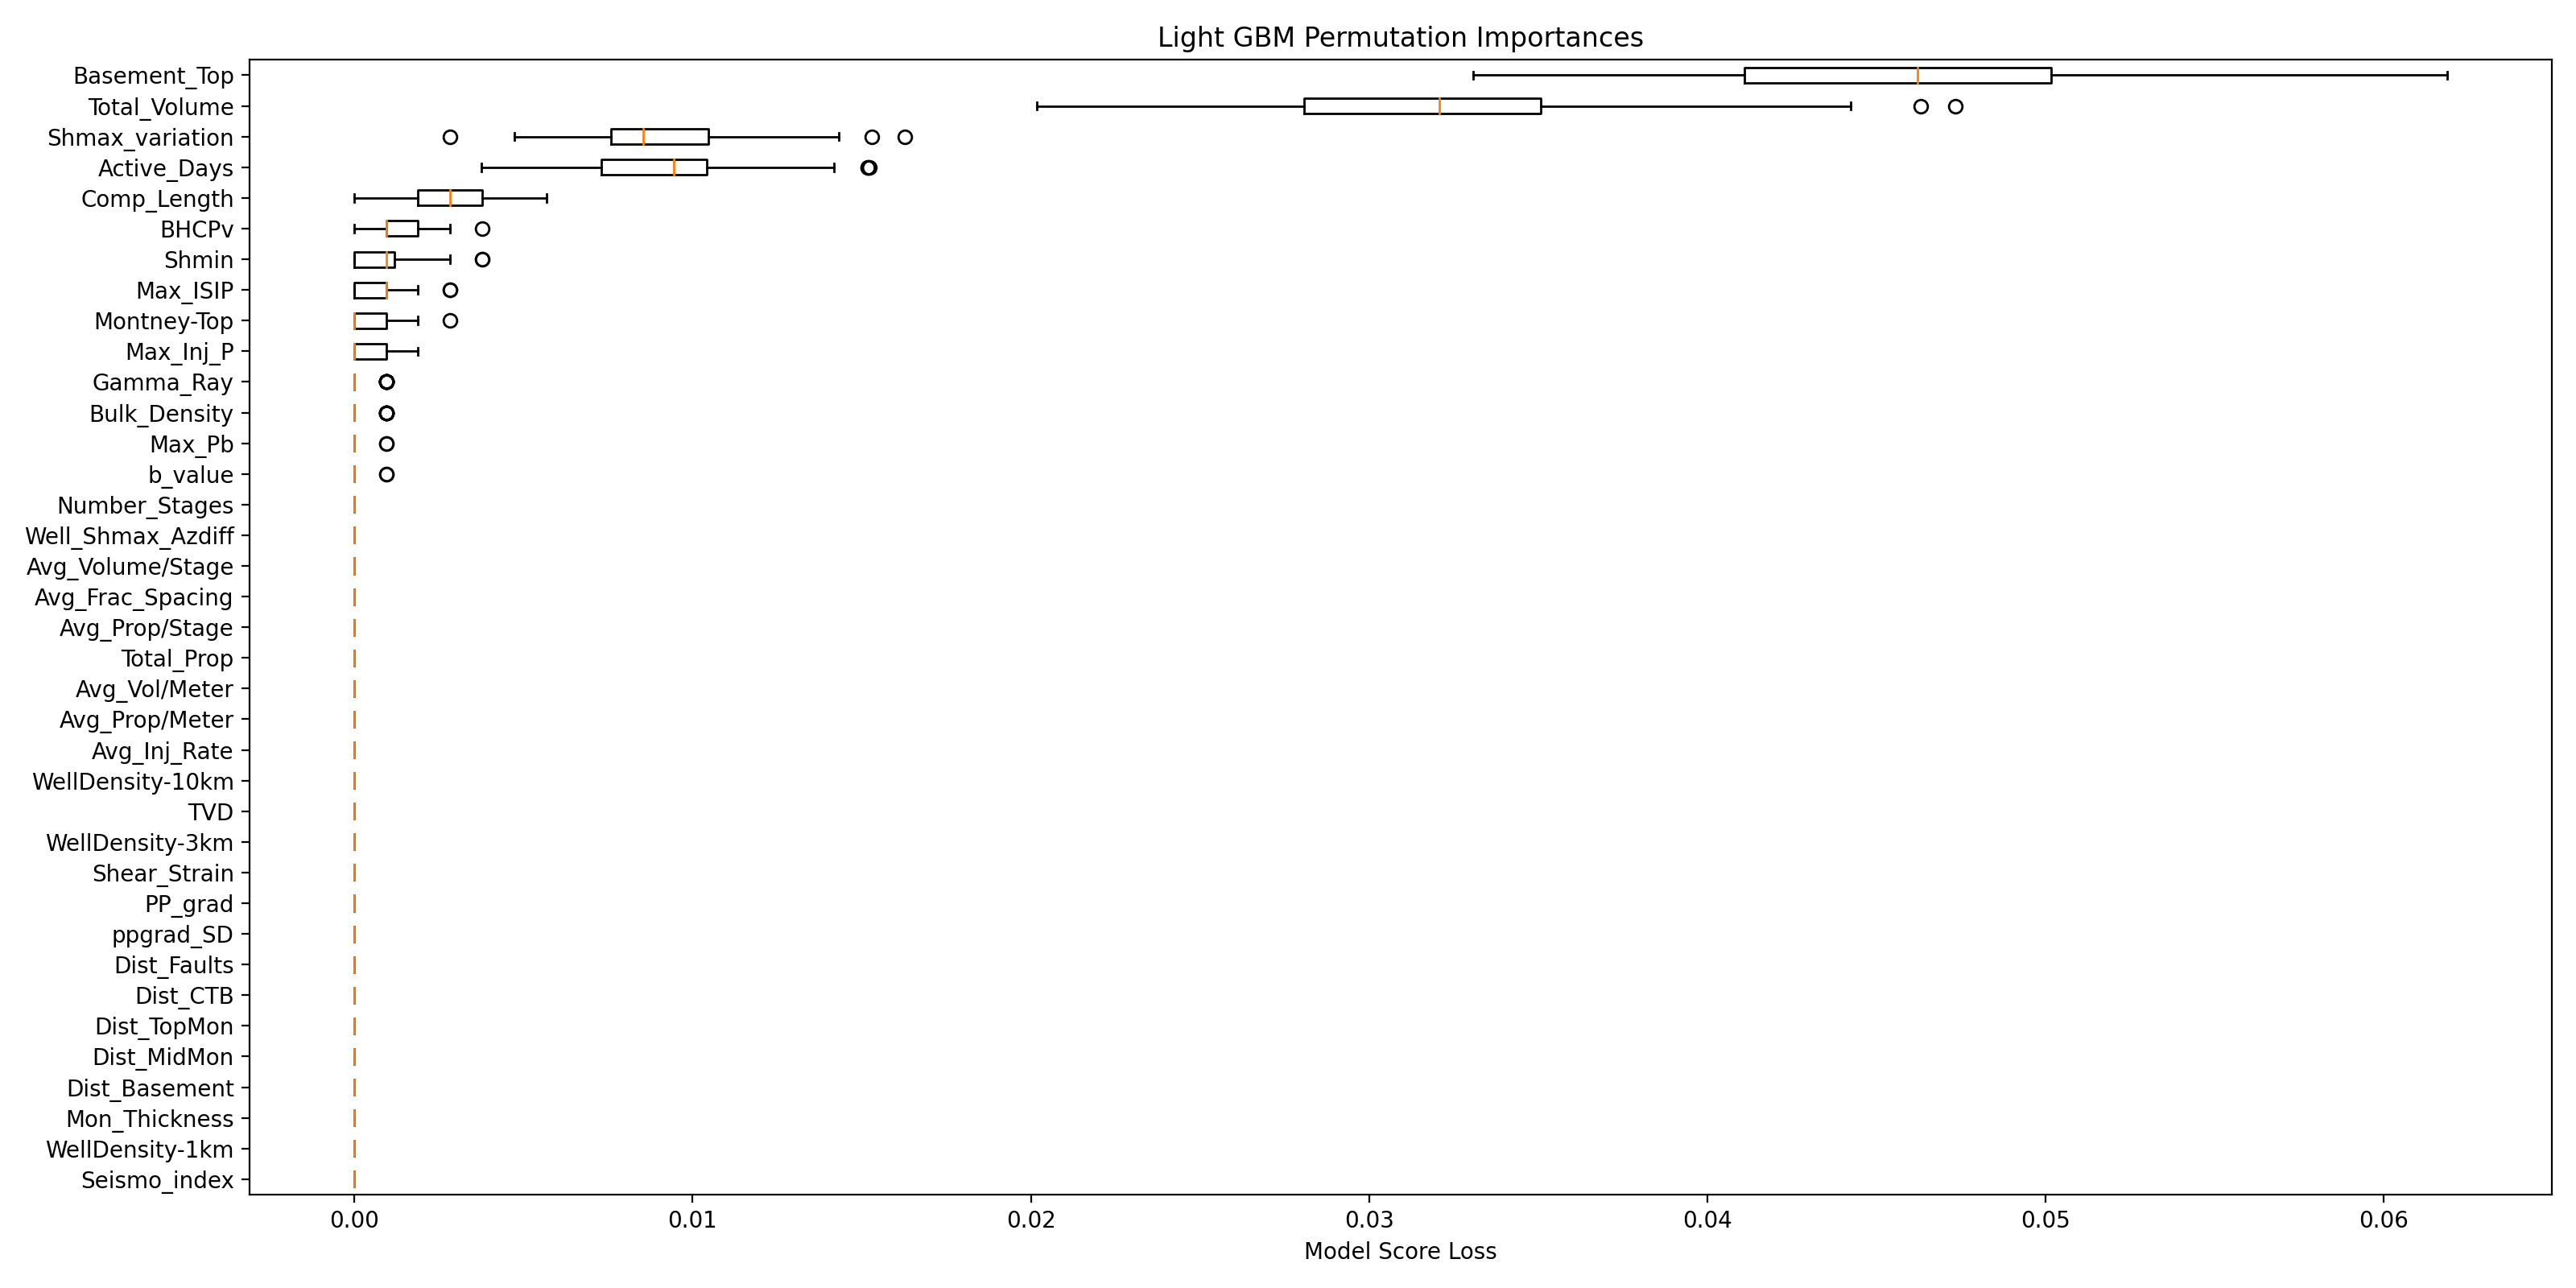 Light GBM Permutation Importances
Basement_Top
Total_Volume
Shmax_variation
Active_Days
Comp_Length
BHCPv
Shmin
Max_ISIP
Montney-Top
Max_Inj_P
Gamma_Ray
Bulk_Density
Max_Pb
b_value
Number_Stages
Well_Shmax_Azdiff
Avg_Volume/Stage
Avg_Frac_Spacing
Avg_Prop/Stage
Total_Prop
Avg_Vol/Meter
Avg_Prop/Meter
Avg_Inj_Rate
WellDensity-10km
TVD
WellDensity-3km
Shear_Strain
PP_grad
ppgrad_SD
Dist_Faults
Dist_CTB
Dist_TopMon
Dist_MidMon
Dist_Basement
Mon_Thickness
WellDensity-1km
Seismo_index
0.00 0.01 0.02 0.03 0.04 0.05 0.06
Model Score Loss